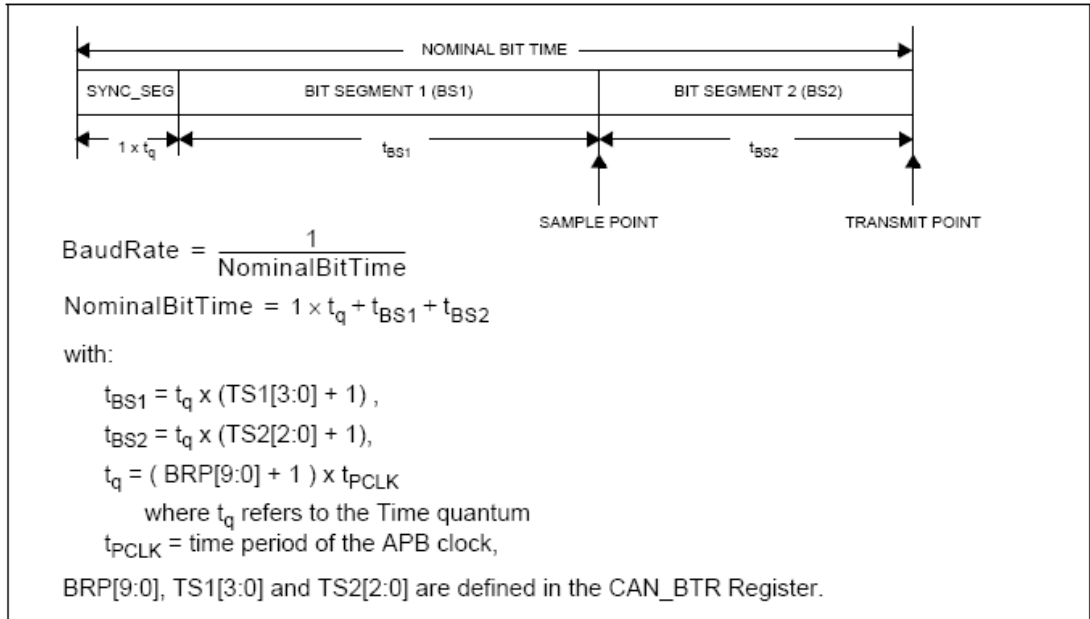 NOMINAL BIT TIME
SYNC_SEG BIT SEGMENT 1 (BS1) BIT SEGMENT 2 (BS2)
1 x tq tBS1 tBS2
SAMPLE POINT TRANSMIT POINT
BaudRate = 1 / NominalBitTime
NominalBitTime = 1 × tq + tBS1 + tBS2
with:
tBS1 = tq x (TS1[3:0] + 1) ,
tBS2 = tq x (TS2[2:0] + 1),
tq = ( BRP[9:0] + 1 ) x tPCLK
where tq refers to the Time quantum
tPCLK = time period of the APB clock,
BRP[9:0], TS1[3:0] and TS2[2:0] are defined in the CAN_BTR Register.